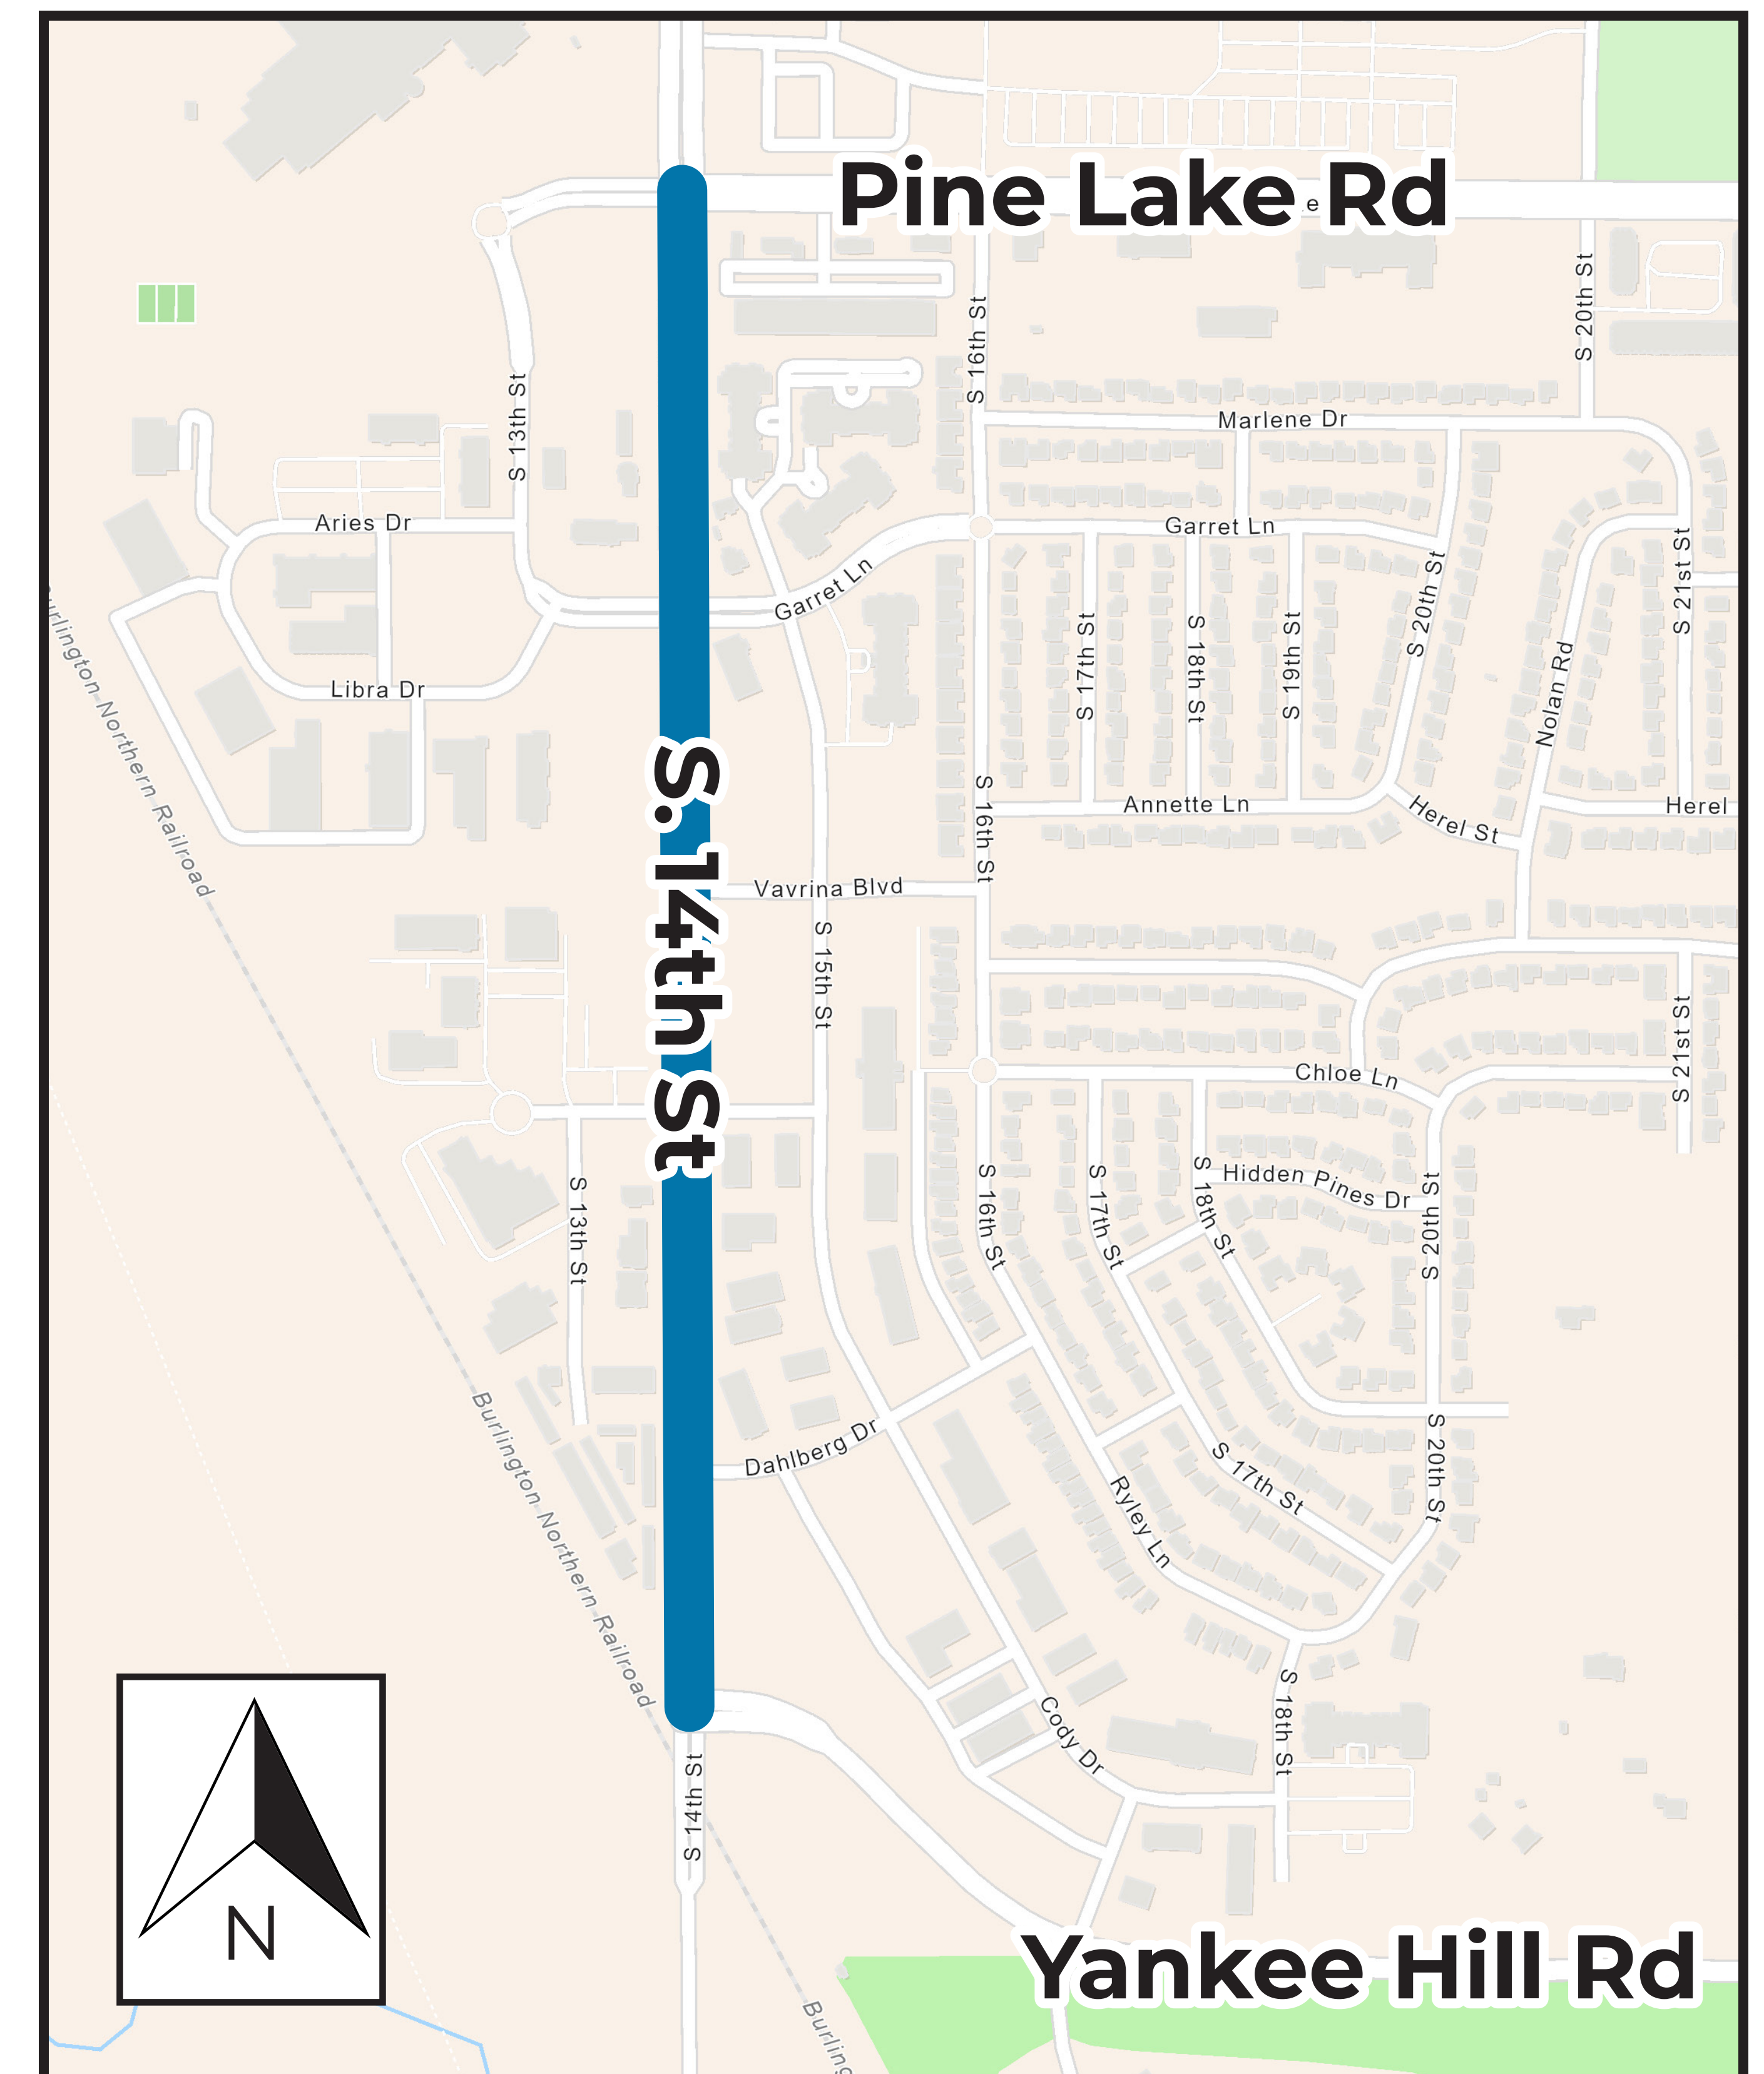 Pine Lake Rd
e
S 20th St
S 16th St
S 13th St
Marlene Dr
Aries Dr
Garret Ln
Garret Ln
S 21st St
S 20th St
S 17th St
S 18th St
S 19th St
Nolan Rd
Libra Dr
Burlington Northern Railroad
S. 14th St
S 16th St
Annette Ln
Herel St
Herel
Vavrina Blvd
S 15th St
S 21st St
Chloe Ln
Hidden Pines Dr
S 13th St
S 16th St
S 17th St
S 18th St
S 20th St
Burlington Northern Railroad
Dahlberg Dr
S 17th St
S 20th St
Ryley Ln
S 18th St
Cody Dr
S 14th St
N
Yankee Hill Rd
Burling